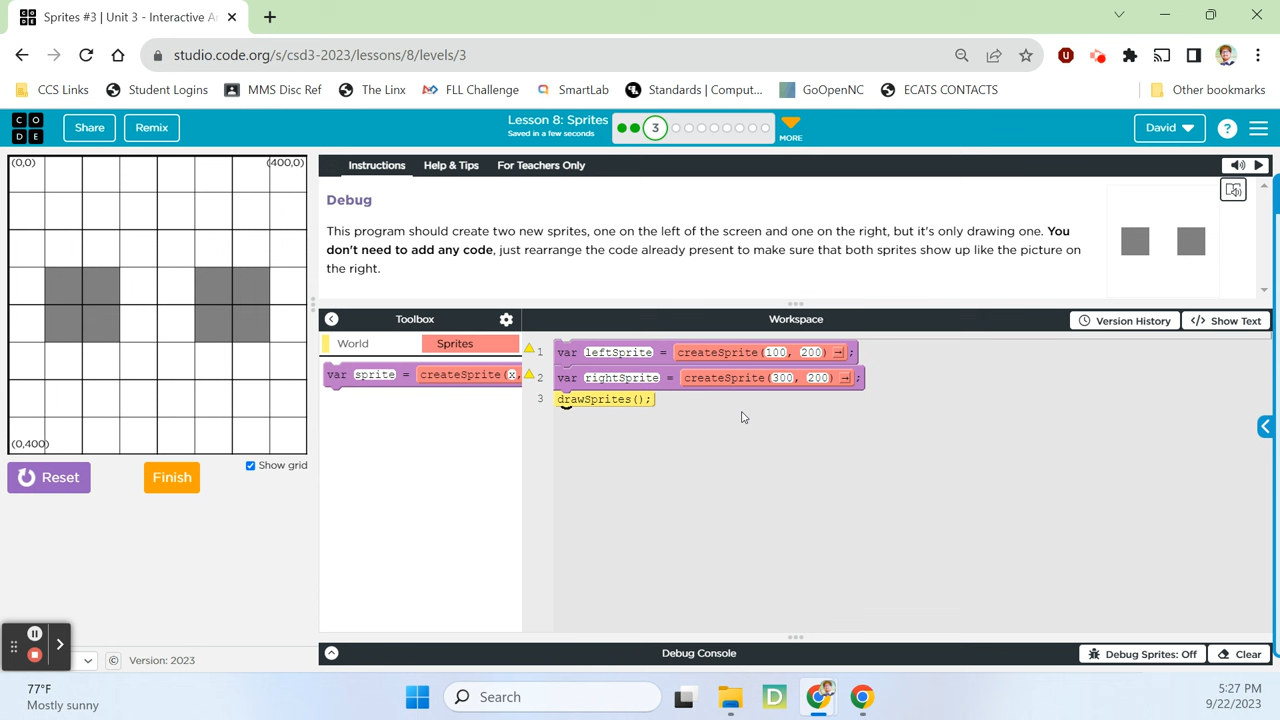 Sprites #3 | Unit 3 - Interactive A
studio.code.org/s/csd3-2023/lessons/8/levels/3
CCS Links
Student Logins
MMS Disc Ref
The Linx
FLL Challenge
SmartLab
Standards | Comput...
GoOpenNC
ECATS CONTACTS
Other bookmarks
CO
DE
Share
Remix
Lesson 8: Sprites
Saved in a few seconds
3
MORE
David
?
(0,0)
(400,0)
(0,400)
Show grid
Reset
Finish
Instructions
Help & Tips
For Teachers Only
Debug
This program should create two new sprites, one on the left of the screen and one on the right, but it's only drawing one. You
don't need to add any code, just rearrange the code already present to make sure that both sprites show up like the picture on
the right.
Toolbox
Workspace
Version History
</> Show Text
World
Sprites
var sprite = createSprite(x,
1 var leftSprite = createSprite(100, 200) → ;
2 var rightSprite = createSprite(300, 200) → ;
3 drawSprites();
Debug Console
Debug Sprites: Off
Clear
© Version: 2023
77°F
Mostly sunny
Search
D
5:27 PM
9/22/2023